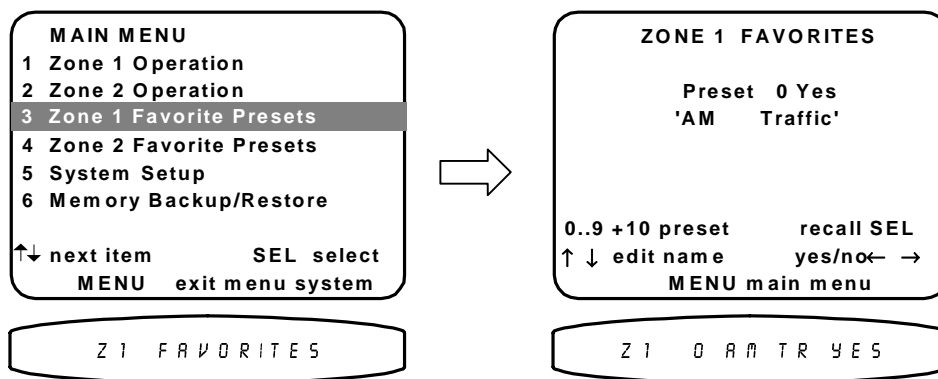 MAIN MENU
1 Zone 1 Operation
2 Zone 2 Operation
3 Zone 1 Favorite Presets
4 Zone 2 Favorite Presets
5 System Setup
6 Memory Backup/Restore
↑↓ next item SEL select
MENU exit menu system
Z1 FAVORITES
ZONE 1 FAVORITES
Preset 0 Yes
'AM Traffic'
0..9 +10 preset recall SEL
↑ ↓ edit name yes/no← →
MENU main menu
Z1 0 AM TR YES